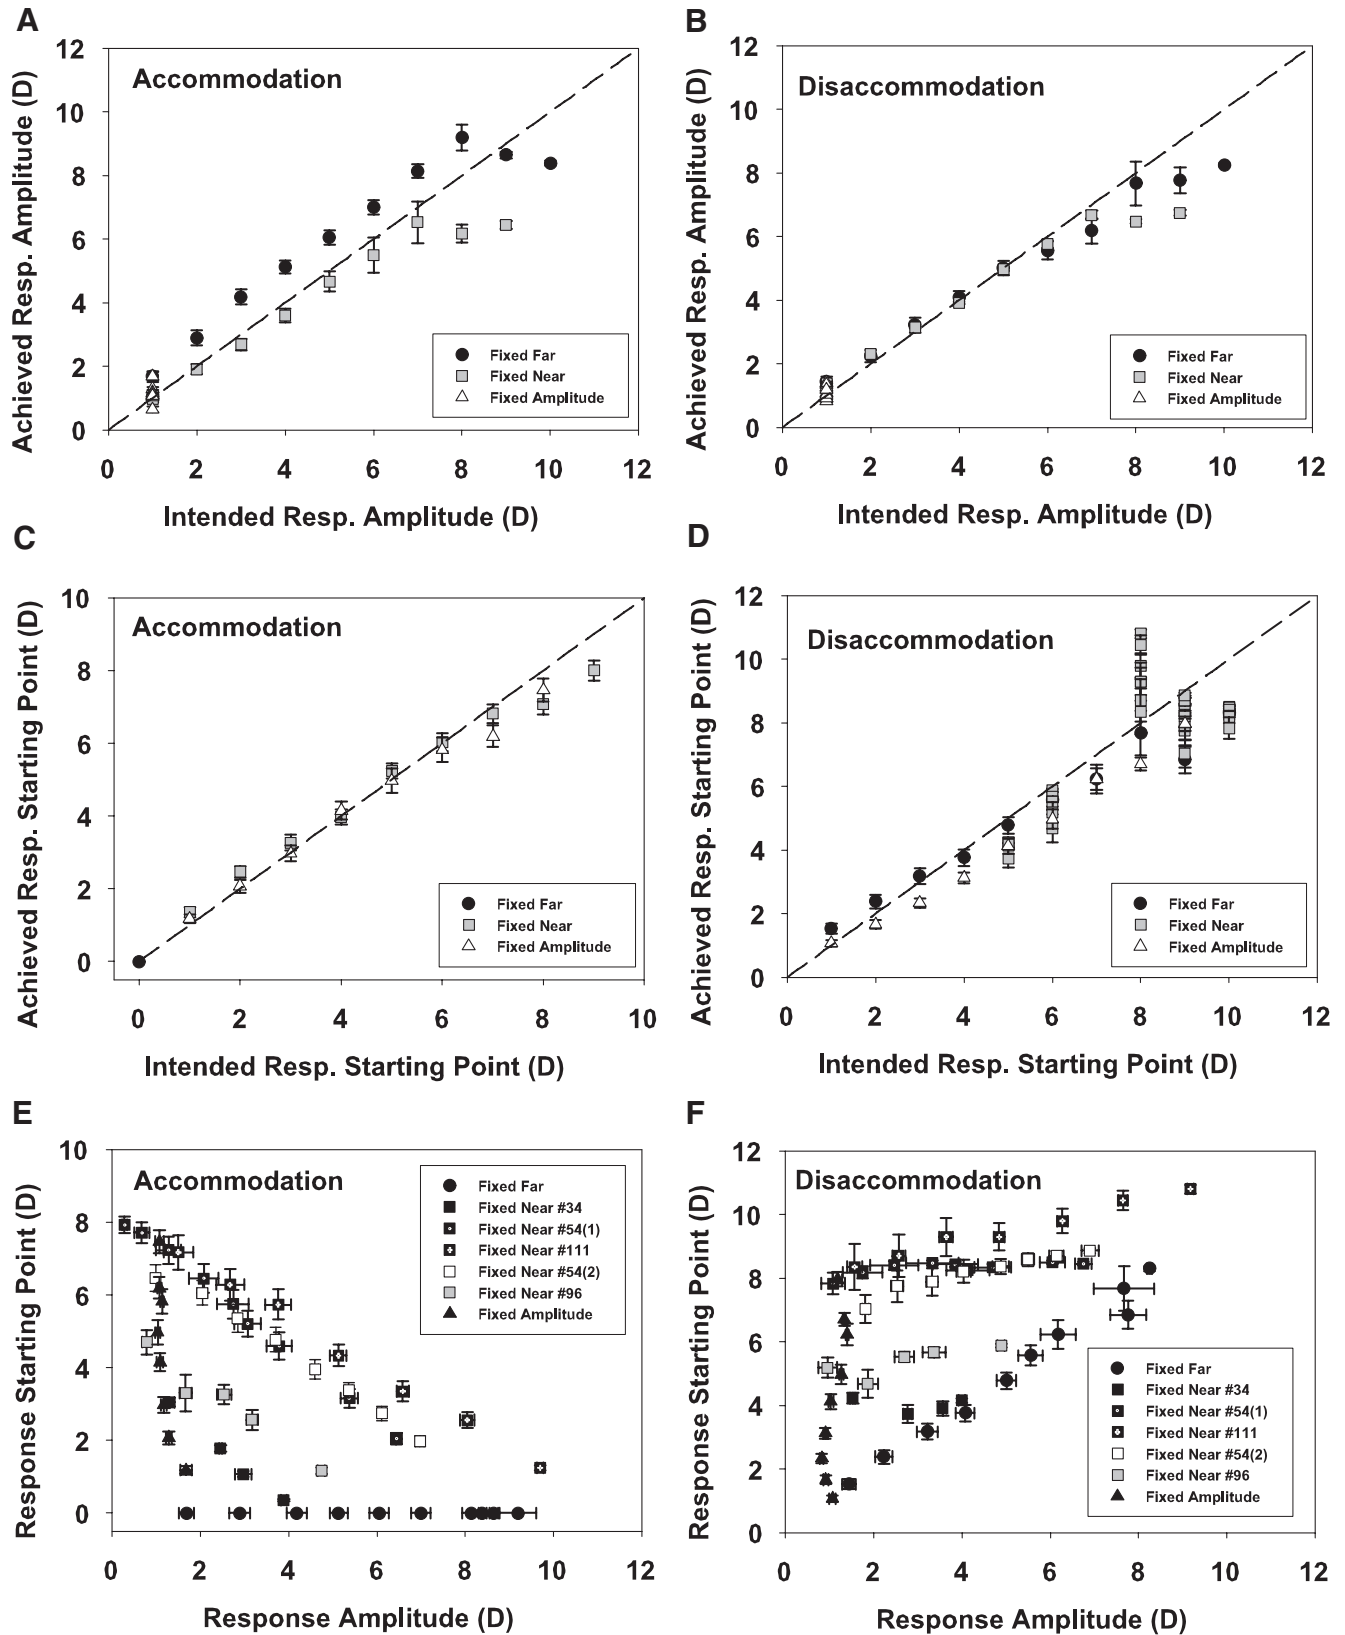 A
Achieved Resp. Amplitude (D)
Accommodation
12
10
8
6
4
2
0
Fixed Far
Fixed Near
Fixed Amplitude
0 2 4 6 8 10 12
Intended Resp. Amplitude (D)
B
Achieved Resp. Amplitude (D)
Disaccommodation
12
10
8
6
4
2
0
Fixed Far
Fixed Near
Fixed Amplitude
0 2 4 6 8 10 12
Intended Resp. Amplitude (D)
C
Achieved Resp. Starting Point (D)
Accommodation
10
8
6
4
2
0
Fixed Far
Fixed Near
Fixed Amplitude
0 2 4 6 8 10
Intended Resp. Starting Point (D)
D
Achieved Resp. Starting Point (D)
Disaccommodation
12
10
8
6
4
2
0
Fixed Far
Fixed Near
Fixed Amplitude
0 2 4 6 8 10 12
Intended Resp. Starting Point (D)
E
Response Starting Point (D)
Accommodation
10
8
6
4
2
0
Fixed Far
Fixed Near #34
Fixed Near #54(1)
Fixed Near #111
Fixed Near #54(2)
Fixed Near #96
Fixed Amplitude
0 2 4 6 8 10 12
Response Amplitude (D)
F
Response Starting Point (D)
Disaccommodation
12
10
8
6
4
2
0
Fixed Far
Fixed Near #34
Fixed Near #54(1)
Fixed Near #111
Fixed Near #54(2)
Fixed Near #96
Fixed Amplitude
0 2 4 6 8 10 12
Response Amplitude (D)